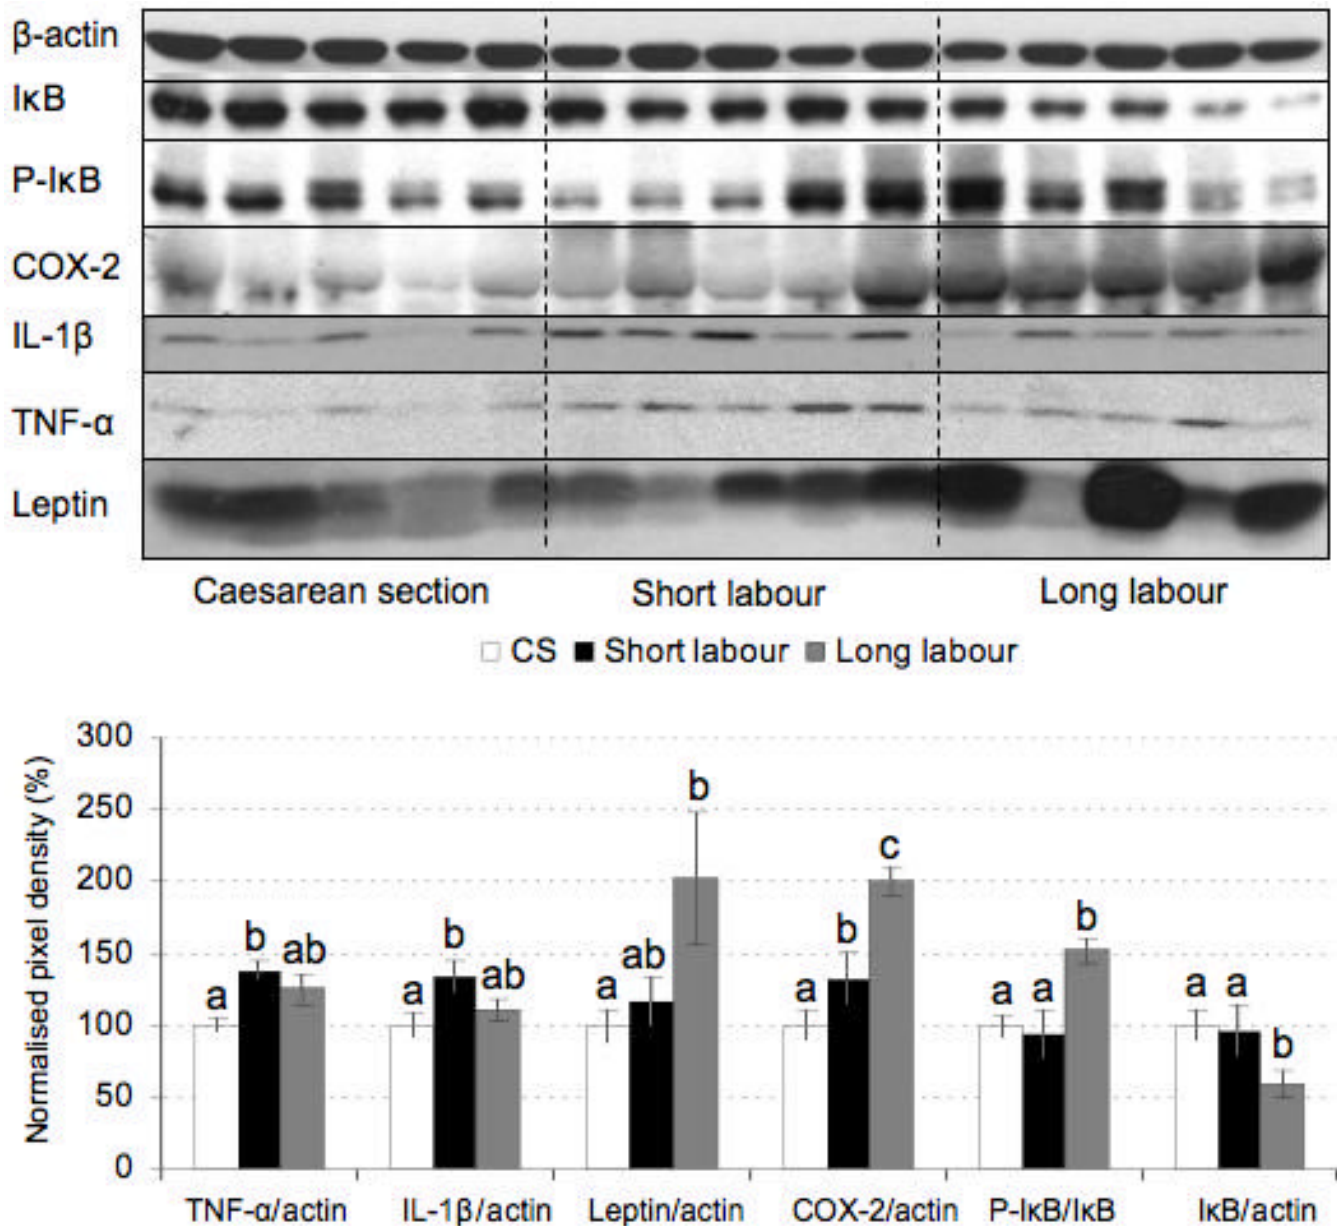 β-actin
IκB
P-IκB
COX-2
IL-1β
TNF-α
Leptin
Caesarean section Short labour Long labour
CS Short labour Long labour
Normalised pixel density (%)
300
250
200
150
100
50
0
a b ab a b ab a ab b a b c a a b a a b
TNF-α/actin IL-1β/actin Leptin/actin COX-2/actin P-IκB/IκB IκB/actin